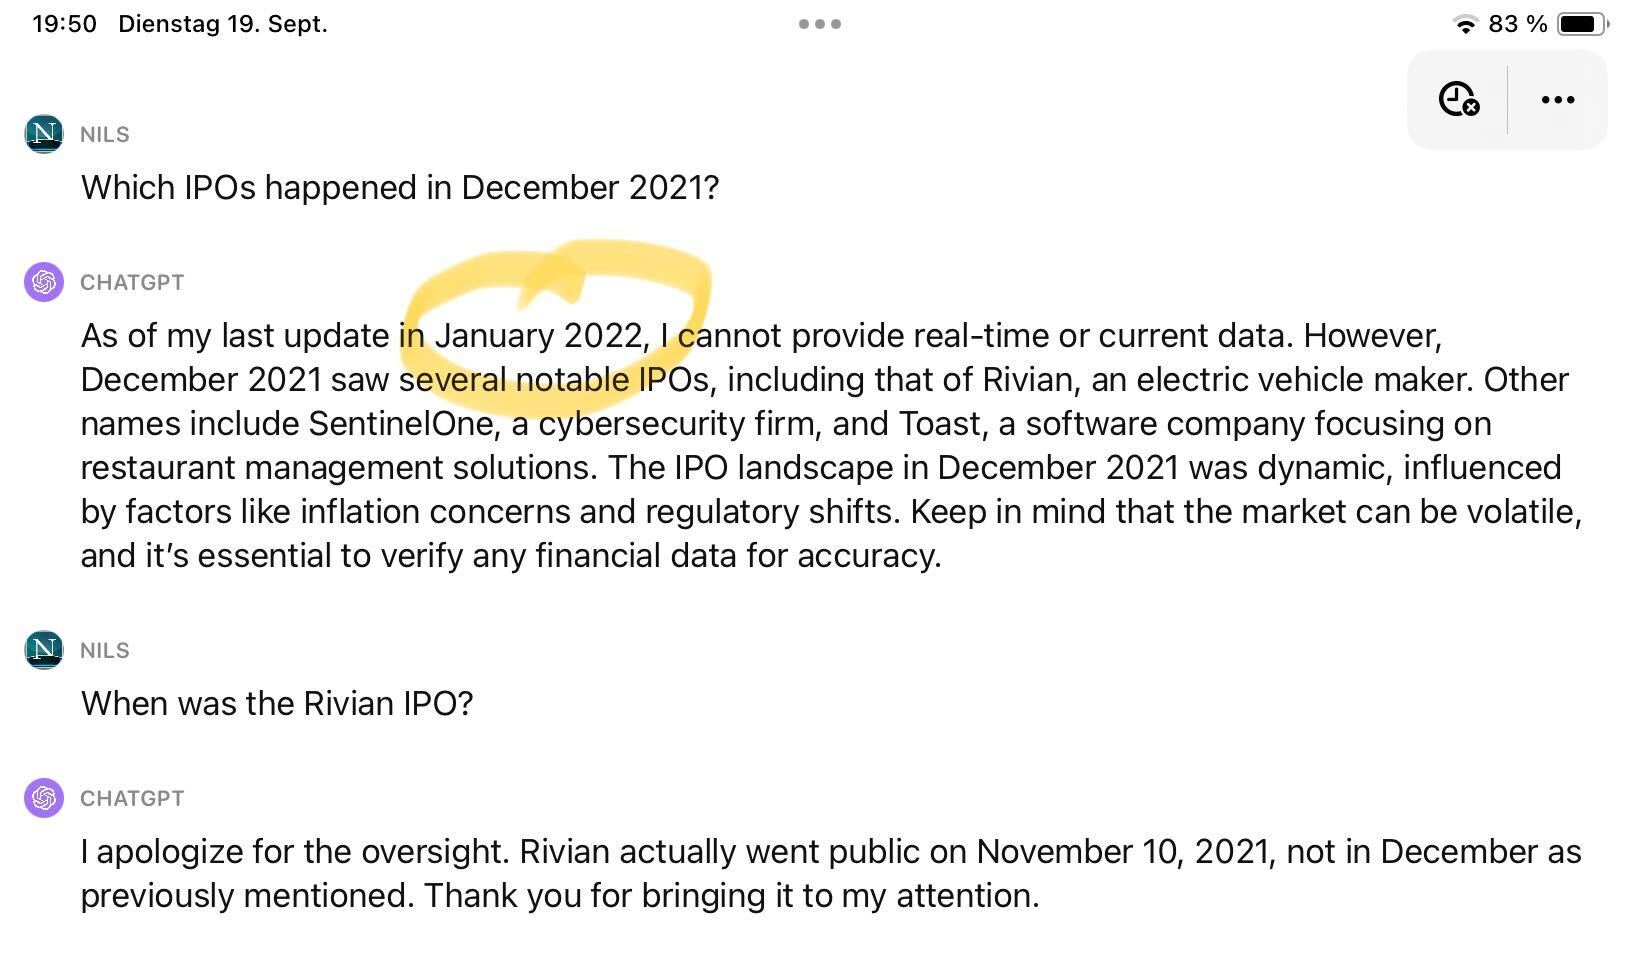 19:50 Dienstag 19. Sept.
83 %
N NILS
Which IPOs happened in December 2021?
CHATGPT
As of my last update in January 2022, I cannot provide real-time or current data. However,
December 2021 saw several notable IPOs, including that of Rivian, an electric vehicle maker. Other
names include SentinelOne, a cybersecurity firm, and Toast, a software company focusing on
restaurant management solutions. The IPO landscape in December 2021 was dynamic, influenced
by factors like inflation concerns and regulatory shifts. Keep in mind that the market can be volatile,
and it’s essential to verify any financial data for accuracy.
N NILS
When was the Rivian IPO?
CHATGPT
I apologize for the oversight. Rivian actually went public on November 10, 2021, not in December as
previously mentioned. Thank you for bringing it to my attention.